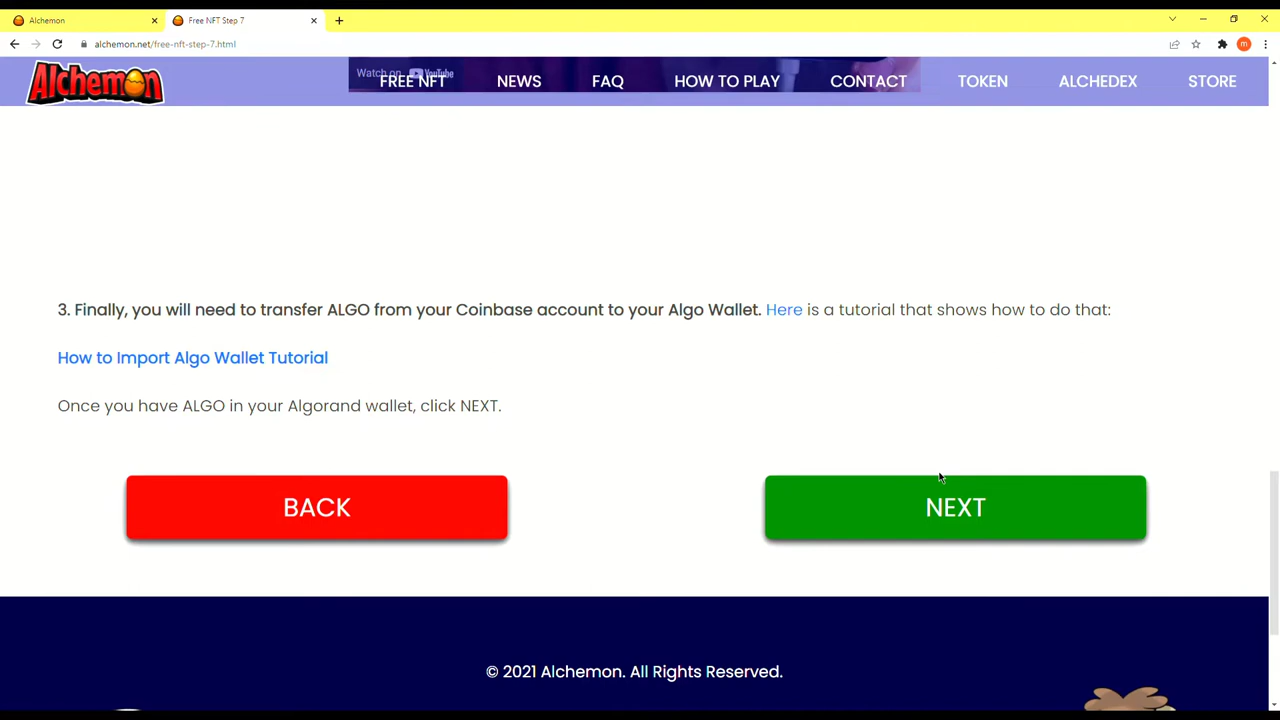 Alchemon
Free NFT Step 7
alchemon.net/free-nft-step-7.html
m
Alchemon
Watch on YouTube
FREE NFT NEWS FAQ HOW TO PLAY CONTACT TOKEN ALCHEDEX STORE
3. Finally, you will need to transfer ALGO from your Coinbase account to your Algo Wallet. Here is a tutorial that shows how to do that:
How to Import Algo Wallet Tutorial
Once you have ALGO in your Algorand wallet, click NEXT.
BACK
NEXT
© 2021 Alchemon. All Rights Reserved.